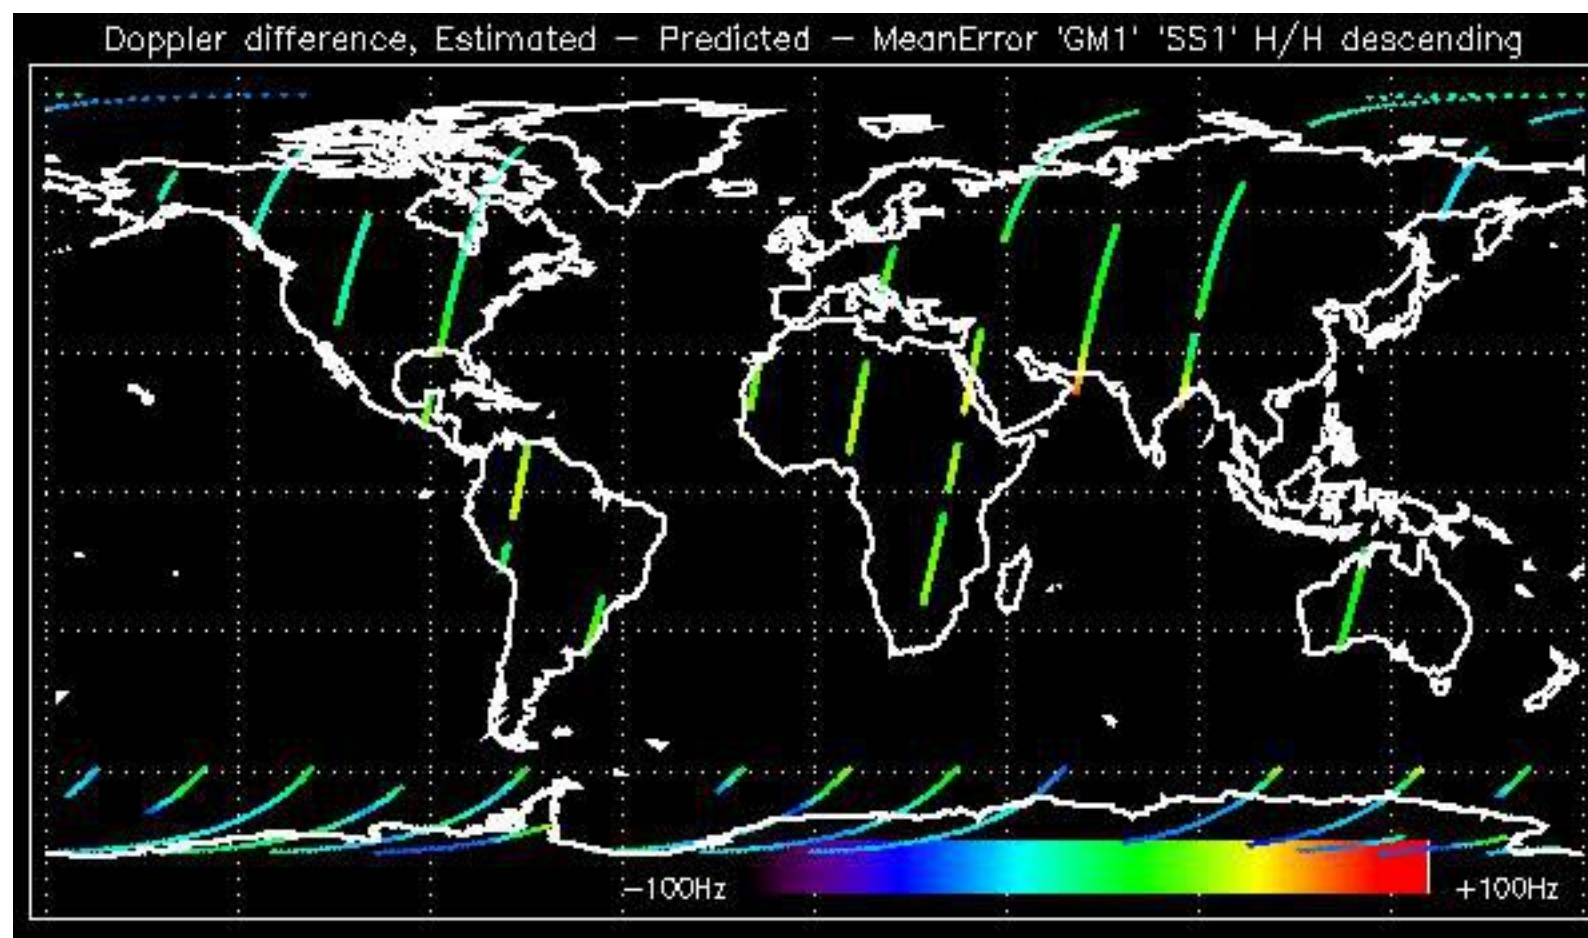 Doppler difference, Estimated – Predicted – MeanError 'GM1' 'SS1' H/H descending
–100Hz +100Hz